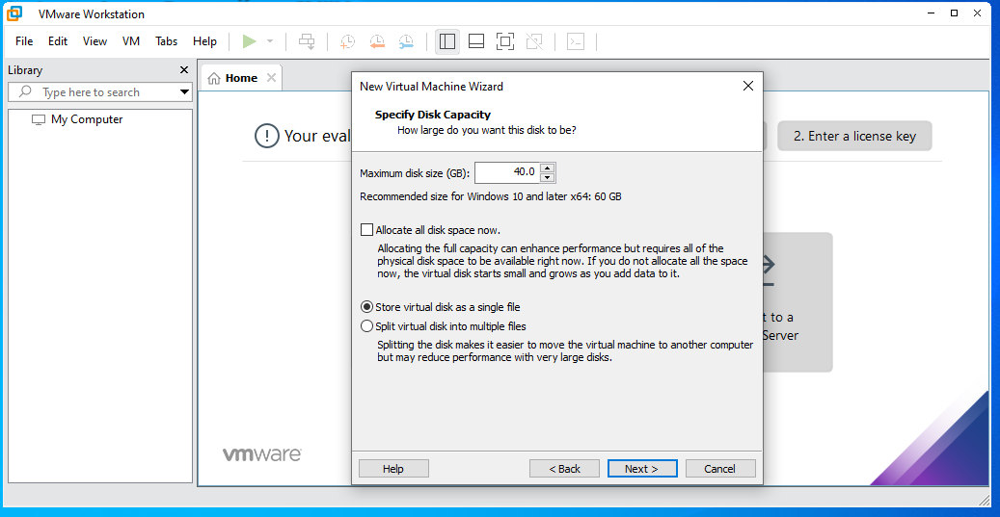 VMware Workstation
File Edit View VM Tabs Help
Library
Type here to search
My Computer
Home
Your eval
2. Enter a license key
t to a
Server
vmware
New Virtual Machine Wizard
Specify Disk Capacity
How large do you want this disk to be?
Maximum disk size (GB): 40.0
Recommended size for Windows 10 and later x64: 60 GB
Allocate all disk space now.
Allocating the full capacity can enhance performance but requires all of the
physical disk space to be available right now. If you do not allocate all the space
now, the virtual disk starts small and grows as you add data to it.
Store virtual disk as a single file
Split virtual disk into multiple files
Splitting the disk makes it easier to move the virtual machine to another computer
but may reduce performance with very large disks.
Help < Back Next > Cancel